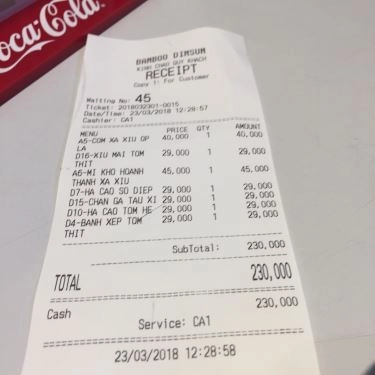 Coca-Cola
BAMBOO DIMSUM
KINH CHAO QUY KHACH
RECEIPT
Copy 1: For Customer
Waiting No: 45
Ticket: 2018032301-0015
Date/Time: 23/03/2018 12:28:57
Cashier: CA1
MENU PRICE QTY AMOUNT
A5-COM XA XIU OP 40,000 1 40,000
LA
D16-XIU MAI TOM 29,000 1 29,000
THIT
A6-MI KHO HOANH 45,000 1 45,000
THANH XA XIU
D7-HA CAO SO DIEP 29,000 1 29,000
D15-CHAN GA TAU XI 29,000 1 29,000
D10-HA CAO TOM HE 29,000 1 29,000
D4-BANH XEP TOM 29,000 1 29,000
THIT
SubTotal: 230,000
TOTAL 230,000
Cash 230,000
Service: CA1
23/03/2018 12:28:58